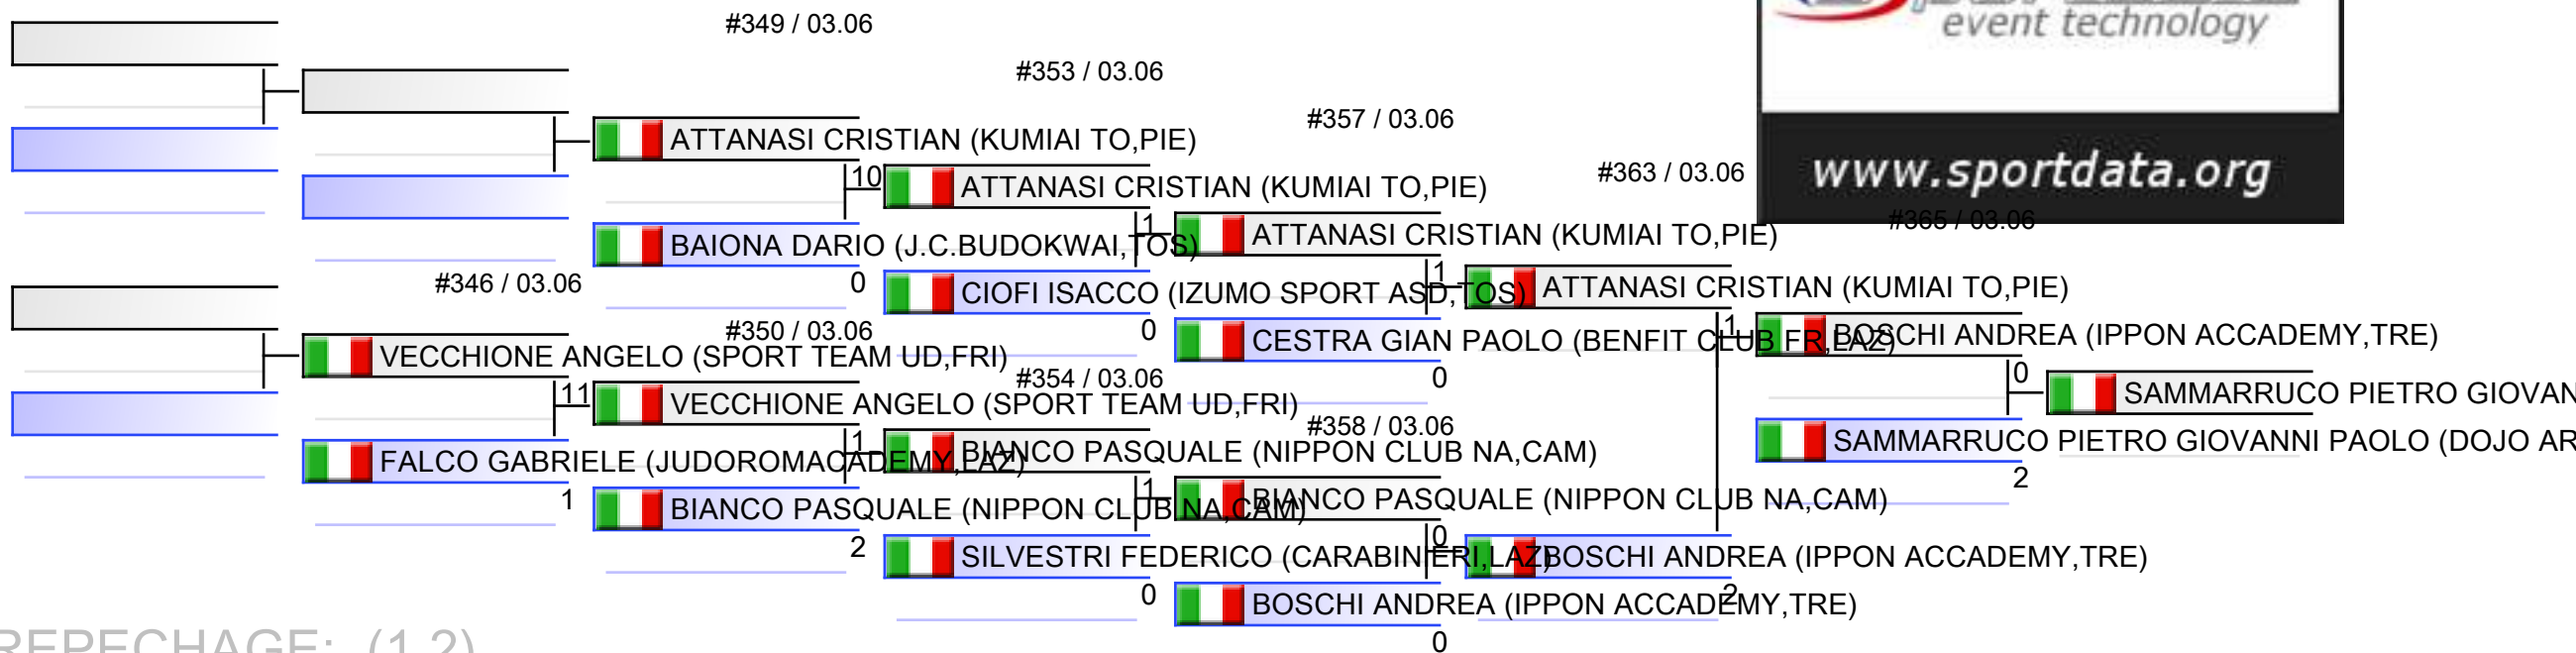 #349 / 03.06
event technology
#353 / 03.06
#357 / 03.06
ATTANASI CRISTIAN (KUMIAI TO,PIE)
#363 / 03.06
www.sportdata.org
10
ATTANASI CRISTIAN (KUMIAI TO,PIE)
#365 / 03.06
BAIONA DARIO (J.C.BUDOKWAI,TOS)
1
ATTANASI CRISTIAN (KUMIAI TO,PIE)
0
CIOFI ISACCO (IZUMO SPORT ASD,TOS)
1
ATTANASI CRISTIAN (KUMIAI TO,PIE)
#346 / 03.06
#350 / 03.06
0
CESTRA GIAN PAOLO (BENFIT CLUB FR,LAZ)
1
BOSCHI ANDREA (IPPON ACCADEMY,TRE)
VECCHIONE ANGELO (SPORT TEAM UD,FRI)
#354 / 03.06
0
0
SAMMARRUCO PIETRO GIOVAN
11
VECCHIONE ANGELO (SPORT TEAM UD,FRI)
#358 / 03.06
1
BIANCO PASQUALE (NIPPON CLUB NA,CAM)
SAMMARRUCO PIETRO GIOVANNI PAOLO (DOJO AR
FALCO GABRIELE (JUDOROMACADEMY,LAZ)
2
1
BIANCO PASQUALE (NIPPON CLUB NA,CAM)
1
BIANCO PASQUALE (NIPPON CLUB NA,CAM)
2
SILVESTRI FEDERICO (CARABINIERI,LAZ)
0
BOSCHI ANDREA (IPPON ACCADEMY,TRE)
0
BOSCHI ANDREA (IPPON ACCADEMY,TRE)
2
0
REPECHAGE: (1,2)